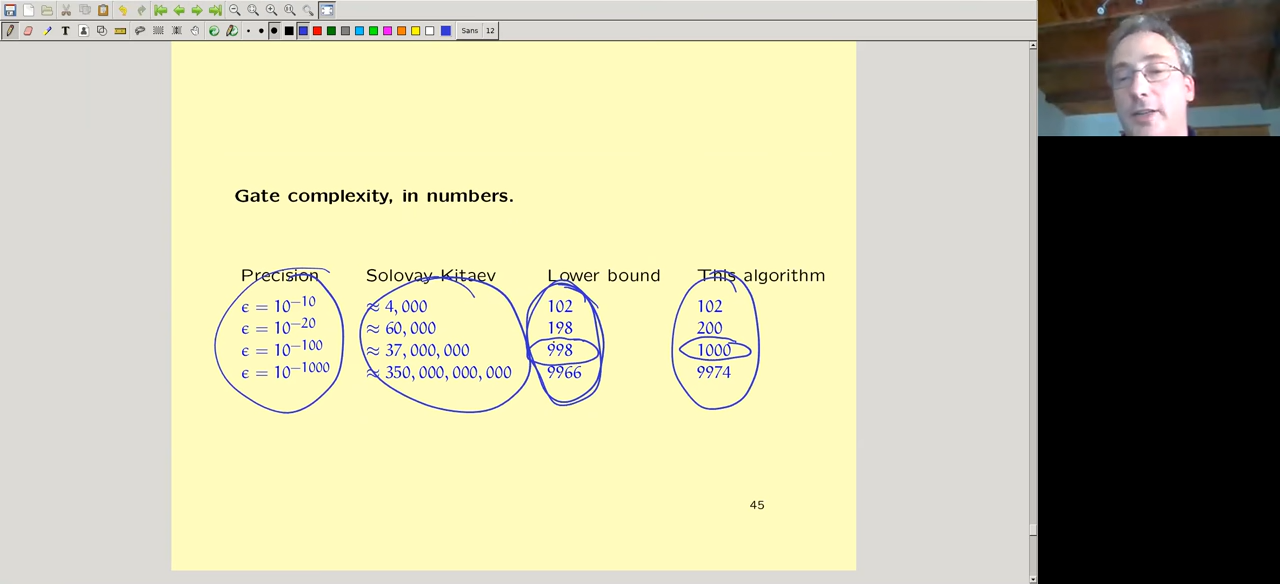 T
Sans 12
Gate complexity, in numbers.
Precision Solovay-Kitaev Lower bound This algorithm
ϵ = 10⁻¹⁰ ≈ 4,000 102 102
ϵ = 10⁻²⁰ ≈ 60,000 198 200
ϵ = 10⁻¹⁰⁰ ≈ 37,000,000 998 1000
ϵ = 10⁻¹⁰⁰⁰ ≈ 350,000,000,000 9966 9974
45